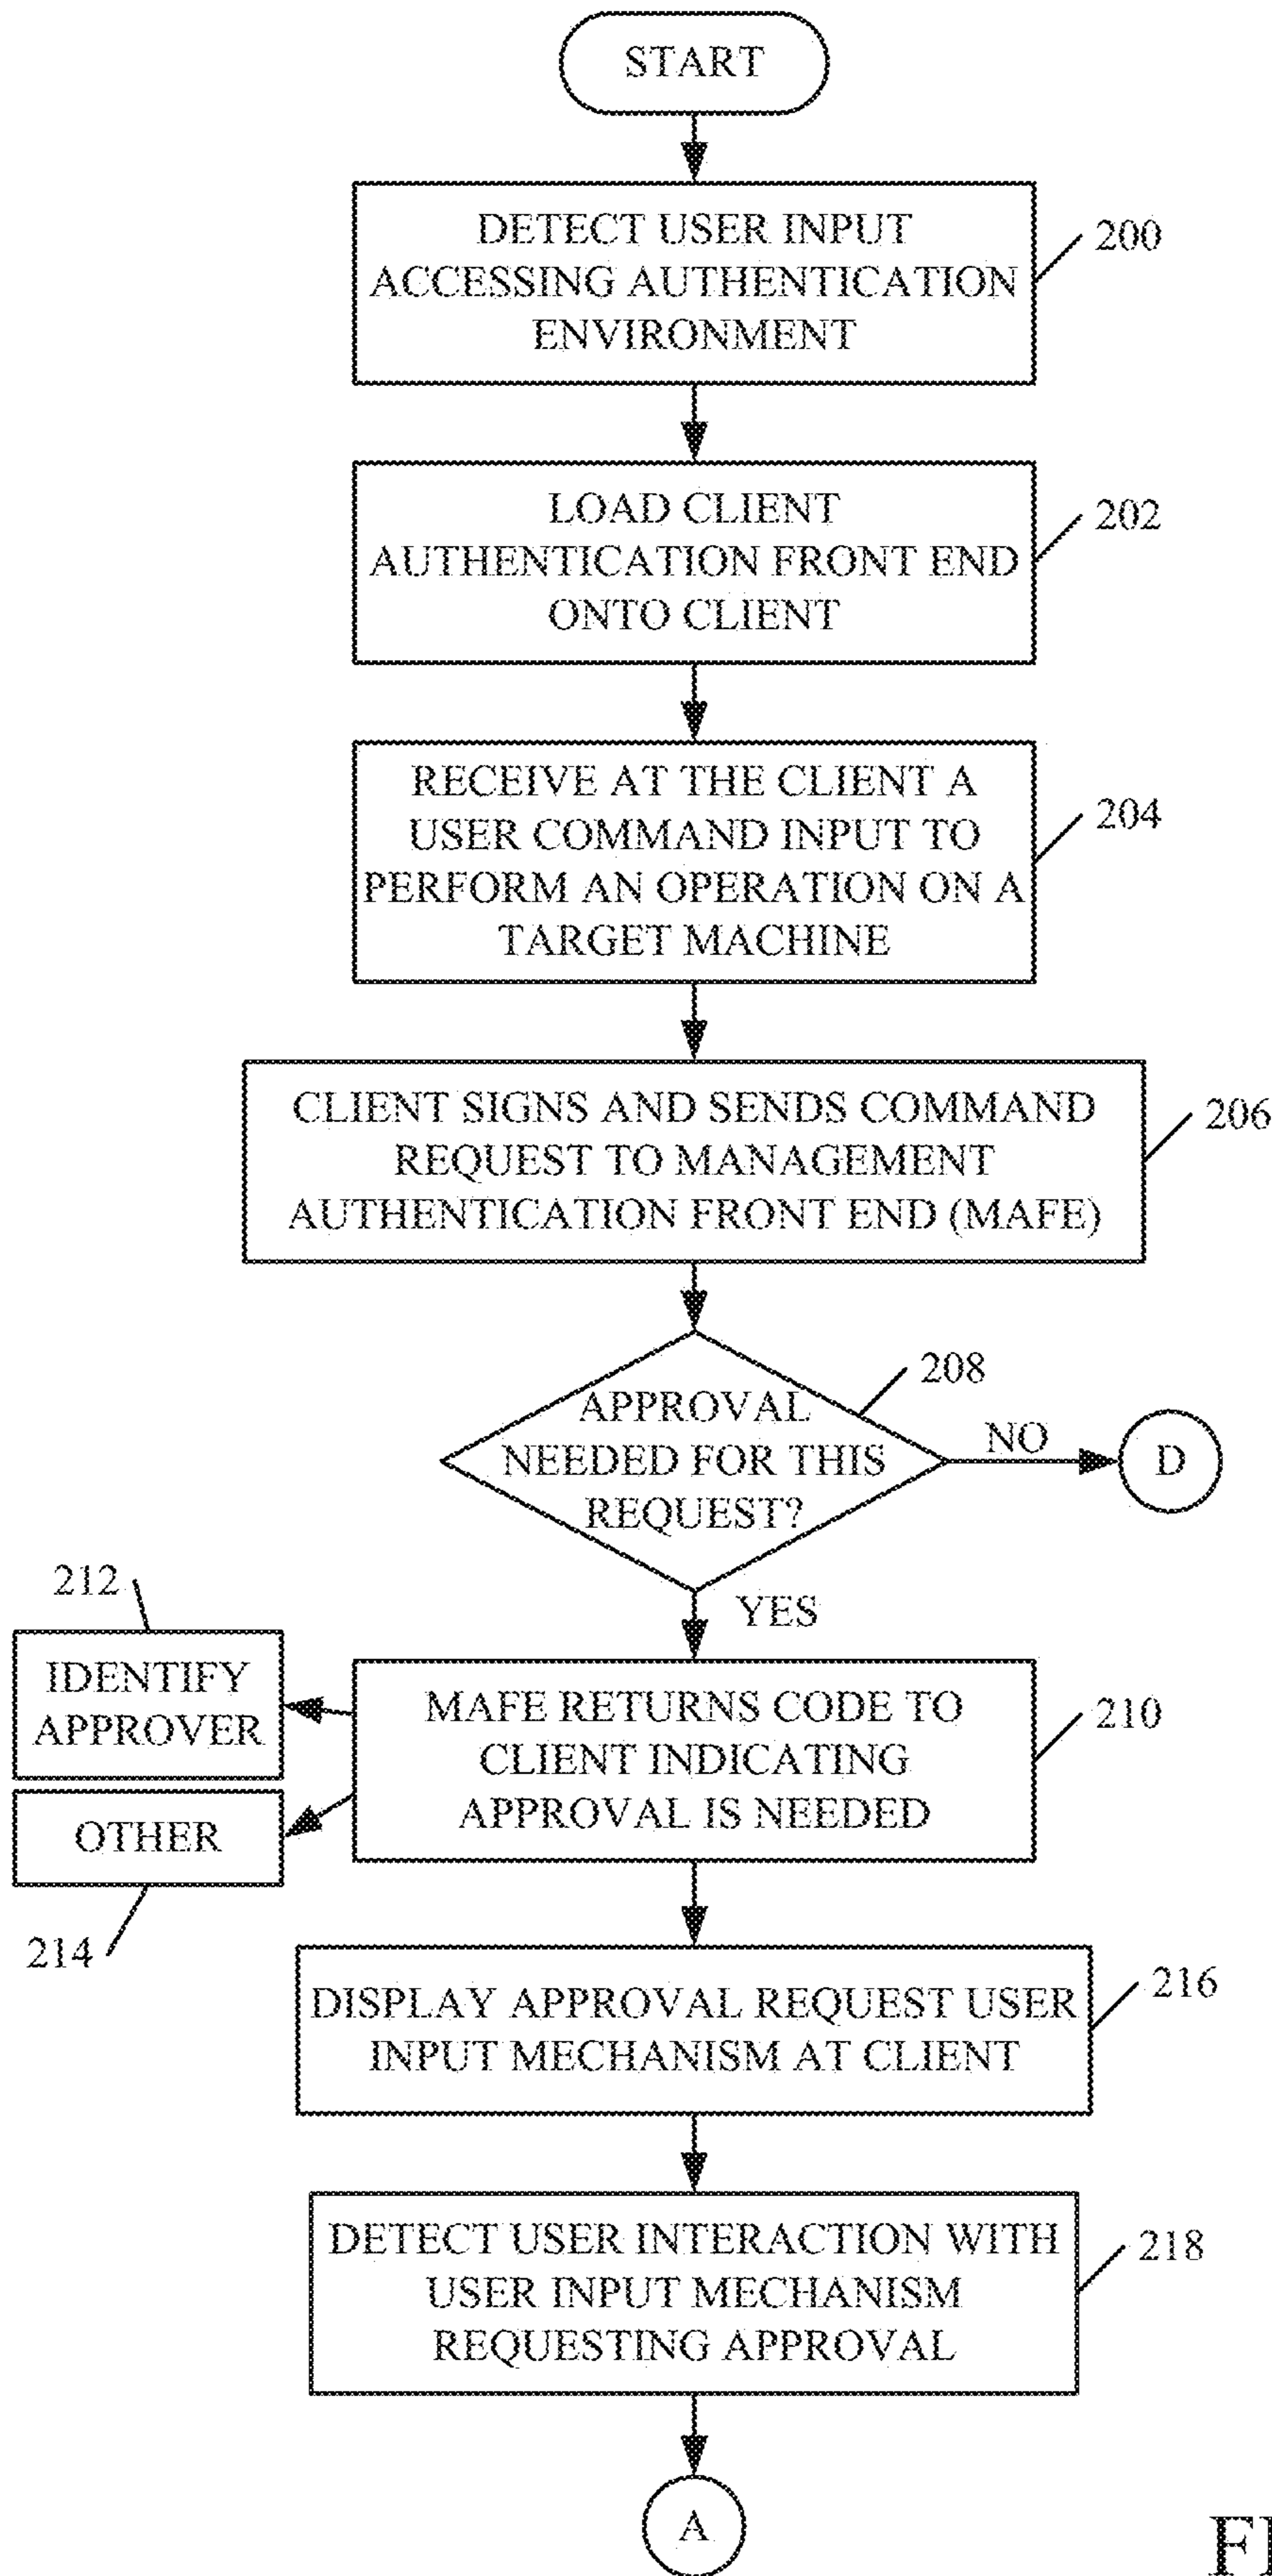 START
DETECT USER INPUT
ACCESSING AUTHENTICATION
ENVIRONMENT
200
LOAD CLIENT
AUTHENTICATION FRONT END
ONTO CLIENT
202
RECEIVE AT THE CLIENT A
USER COMMAND INPUT TO
PERFORM AN OPERATION ON A
TARGET MACHINE
204
CLIENT SIGNS AND SENDS COMMAND
REQUEST TO MANAGEMENT
AUTHENTICATION FRONT END (MAFE)
206
APPROVAL
NEEDED FOR THIS
REQUEST?
208
NO
D
YES
212
IDENTIFY
APPROVER
OTHER
214
MAFE RETURNS CODE TO
CLIENT INDICATING
APPROVAL IS NEEDED
210
DISPLAY APPROVAL REQUEST USER
INPUT MECHANISM AT CLIENT
216
DETECT USER INTERACTION WITH
USER INPUT MECHANISM
REQUESTING APPROVAL
218
A